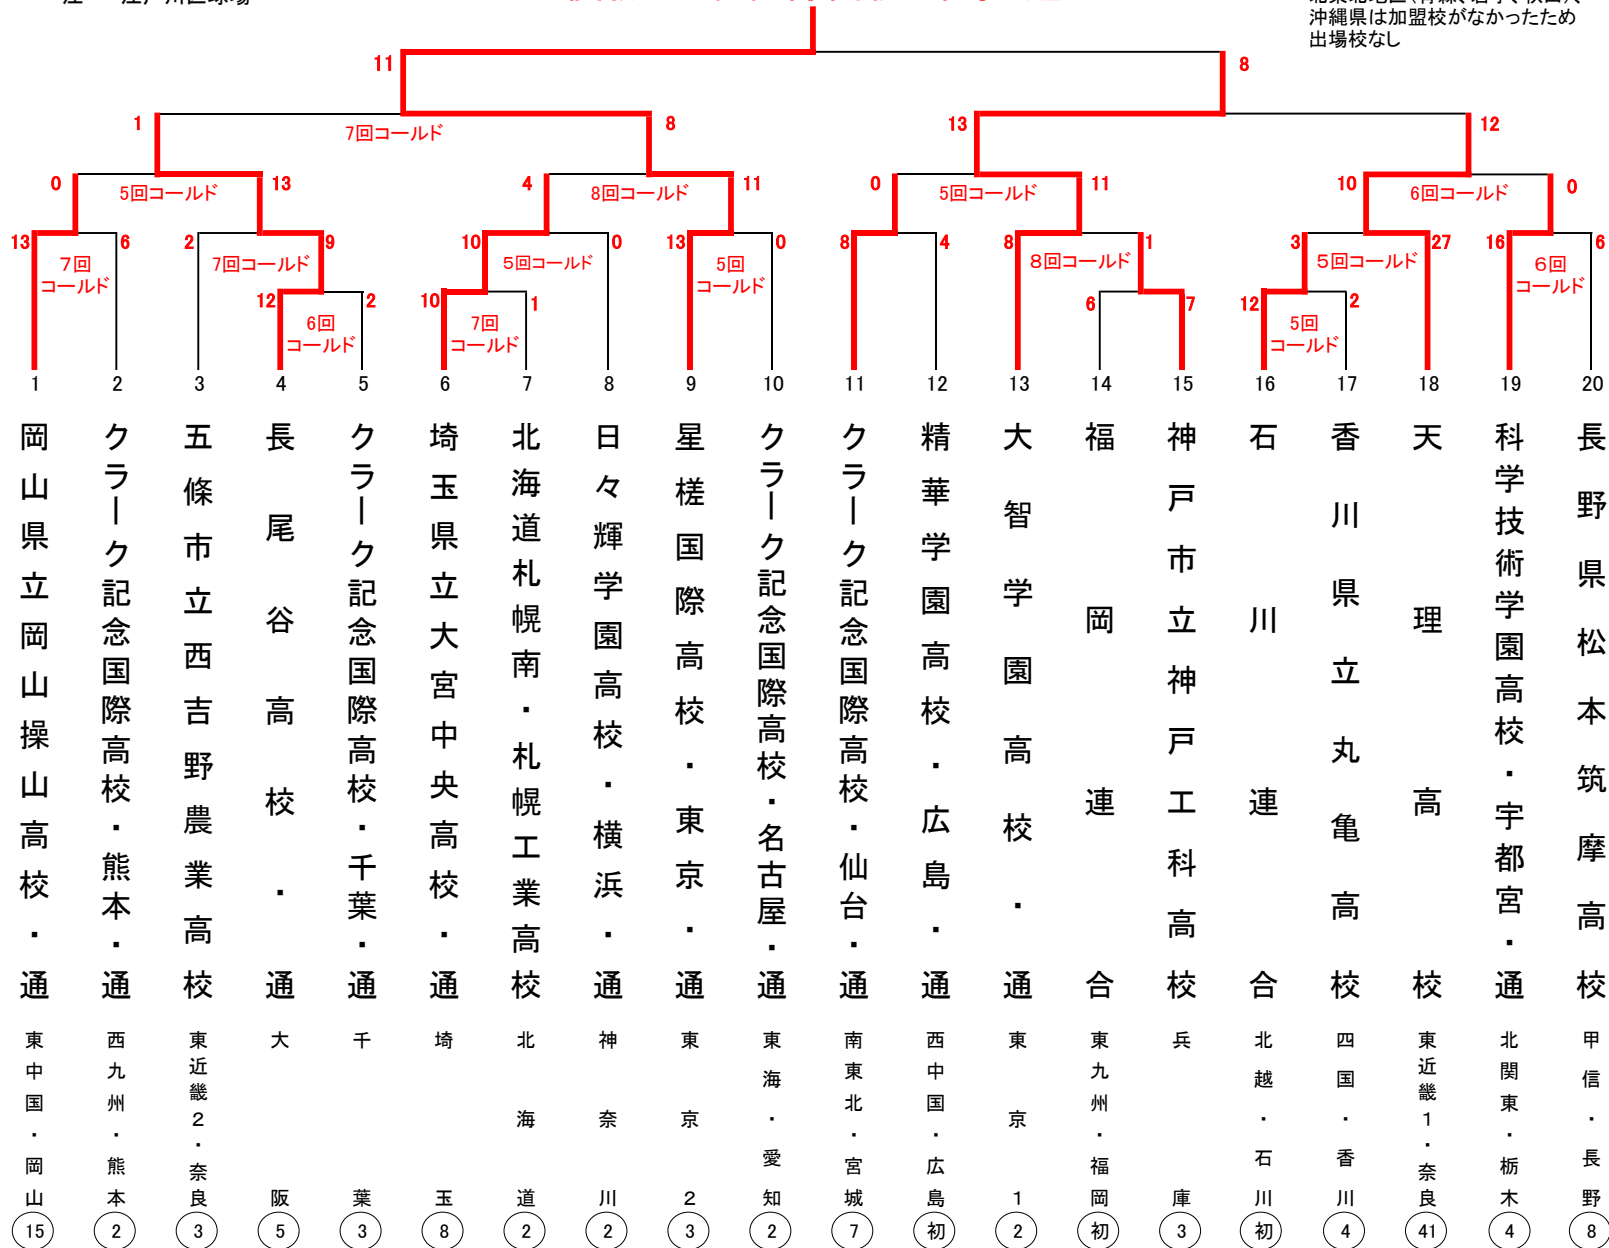 沖縄県は加盟校がなかったため
出場校なし
11
8
1
7回コールド
8
13
12
0
5回コールド
13
4
8回コールド
11
0
5回コールド
11
10
6回コールド
0
13
6
2
9
10
0
13
0
8
4
8
1
3
27
16
6
7回
コールド
7回コールド
5回コールド
5回
コールド
8回コールド
5回コールド
6回
コールド
12
2
10
1
6
7
12
2
6回
コールド
7回
コールド
5回
コールド
1
2
3
4
5
6
7
8
9
10
11
12
13
14
15
16
17
18
19
20
岡山県立岡山操山高校・通
クラーク記念国際高校・熊本・通
五條市立西吉野農業高校
長尾谷高校・通
クラーク記念国際高校・千葉・通
埼玉県立大宮中央高校・通
北海道札幌南・札幌工業高校
日々輝学園高校・横浜・通
星槎国際高校・東京・通
クラーク記念国際高校・名古屋・通
クラーク記念国際高校・仙台・通
精華学園高校・広島・通
大智学園高校・通
福岡連合
神戸市立神戸工科高校
石川連合
香川県立丸亀高校
天理高校
科学技術学園高校・宇都宮・通
長野県松本筑摩高校
東中国・岡山
西九州・熊本
東近畿2・奈良
大阪
千葉
埼玉
北海道
神奈川
東京2
東海・愛知
南東北・宮城
西中国・広島
東京1
東九州・福岡
兵庫
北越・石川
四国・香川
東近畿1・奈良
北関東・栃木
甲信・長野
15
2
3
5
3
8
2
2
3
2
7
初
2
初
3
初
4
41
4
8